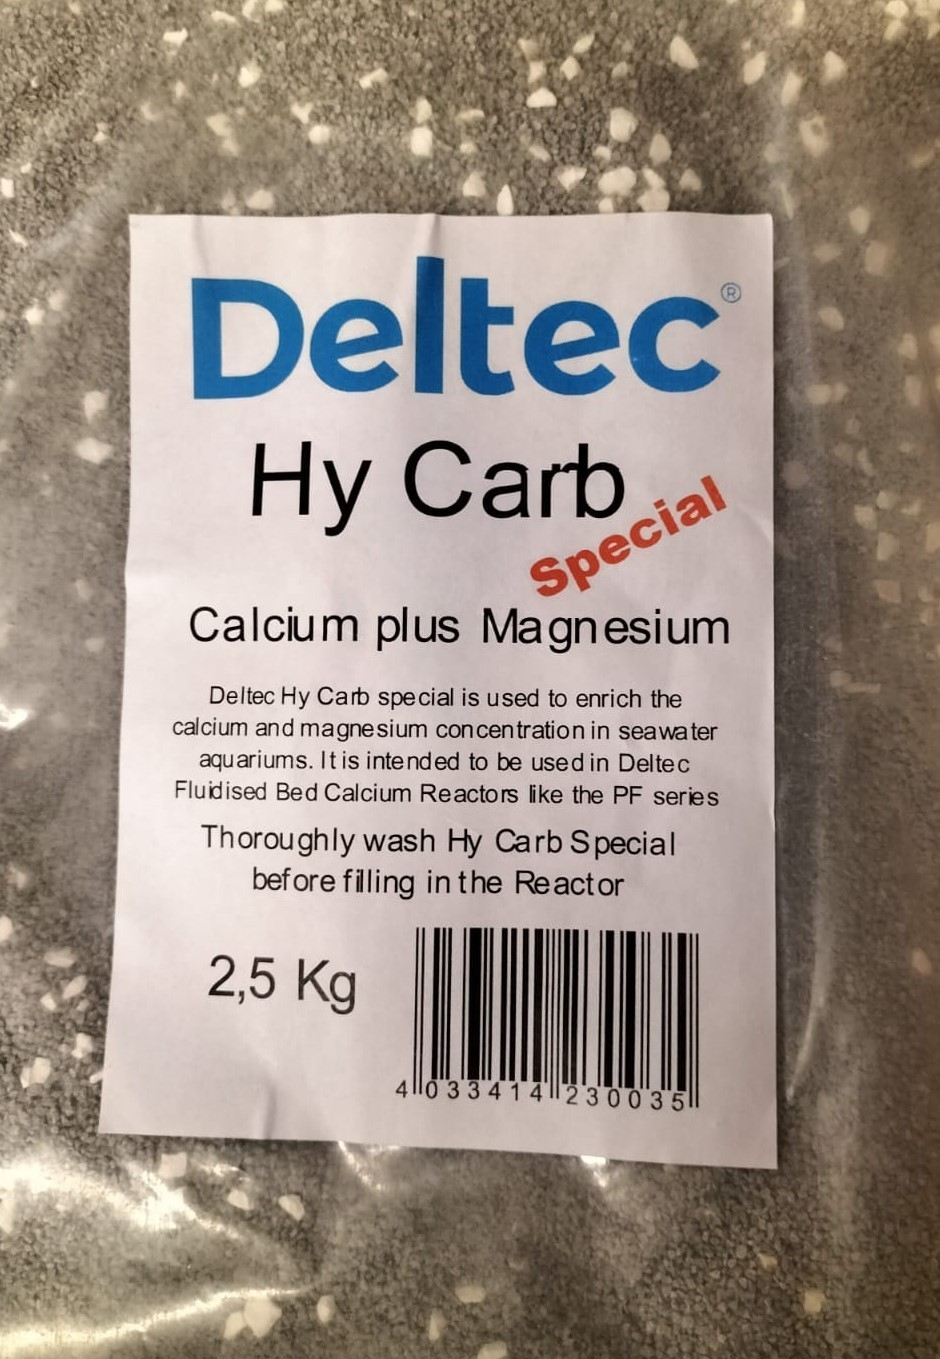 Deltec®
Hy Carb
Special
Calcium plus Magnesium
Deltec Hy Carb special is used to enrich the
calcium and magnesium concentration in seawater
aquariums. It is intended to be used in Deltec
Fluidised Bed Calcium Reactors like the PF series
Thoroughly wash Hy Carb Special
before filling in the Reactor
2,5 Kg
4 033414 230035